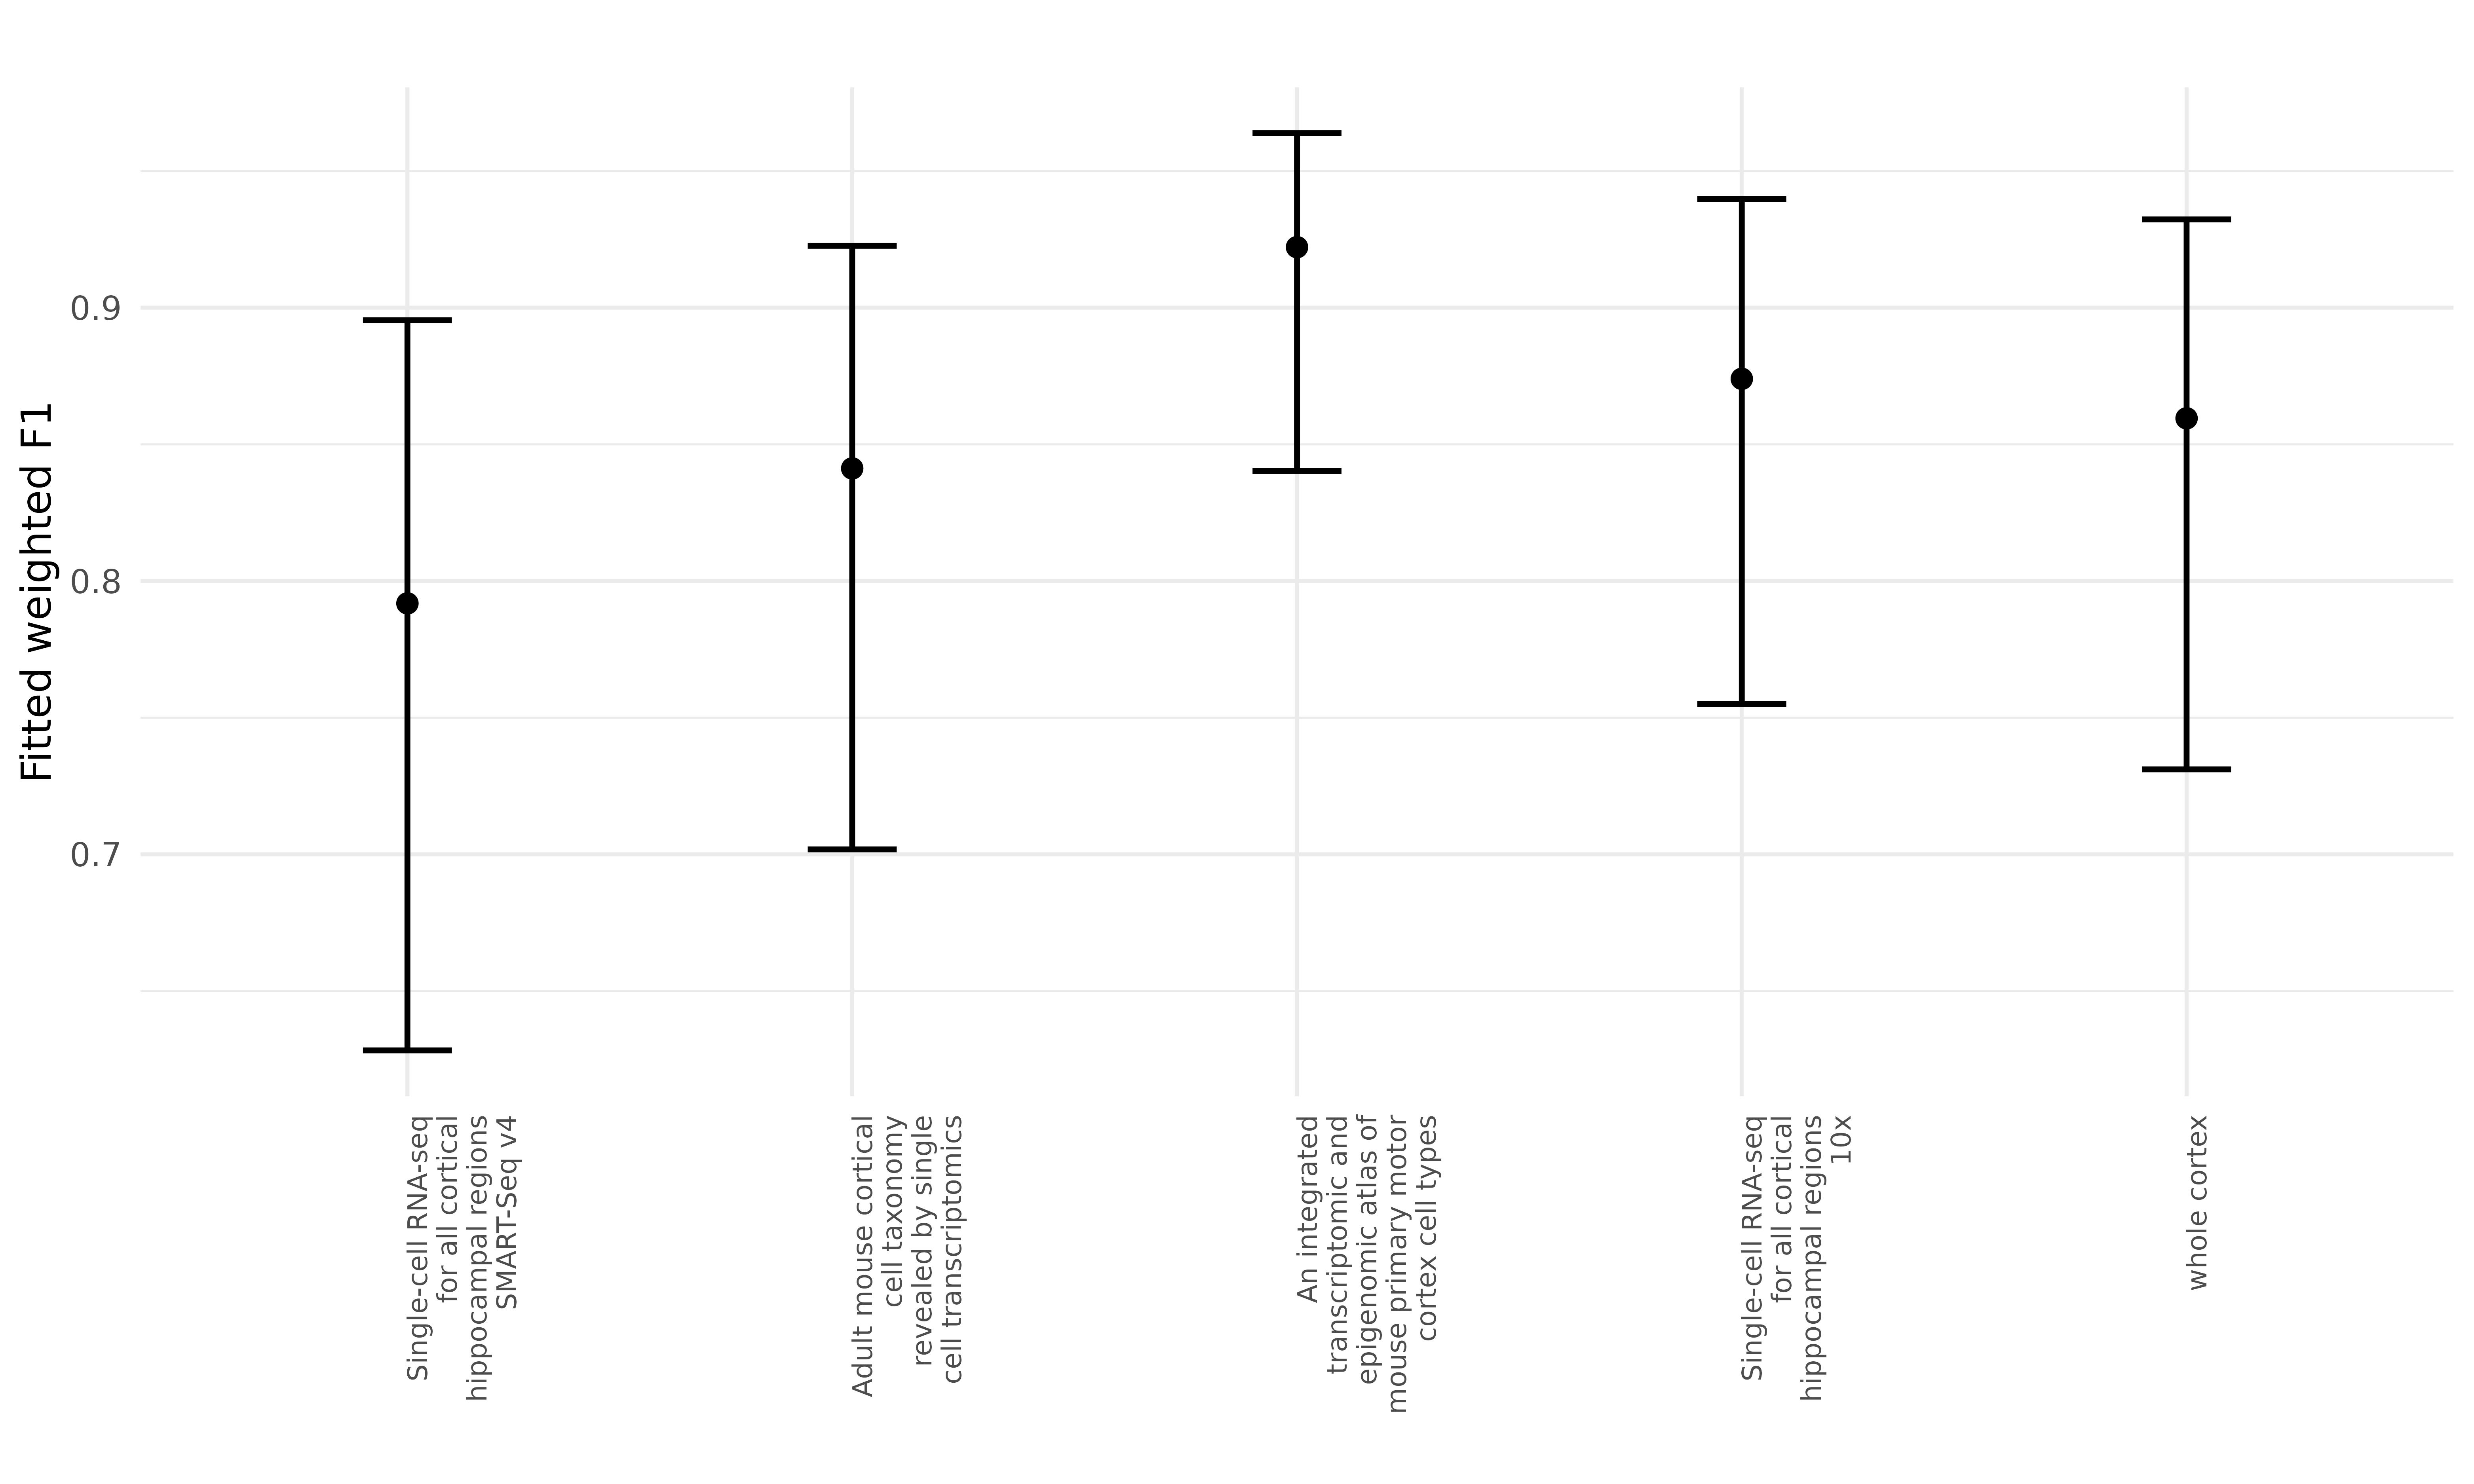 Fitted weighted F1
0.9
0.8
0.7
Single-cell RNA-seq
for all cortical
hippocampal regions
SMART-Seq v4
Adult mouse cortical
cell taxonomy
revealed by single
cell transcriptomics
An integrated
transcriptomic and
epigenomic atlas of
mouse primary motor
cortex cell types
Single-cell RNA-seq
for all cortical
hippocampal regions
10x
whole cortex